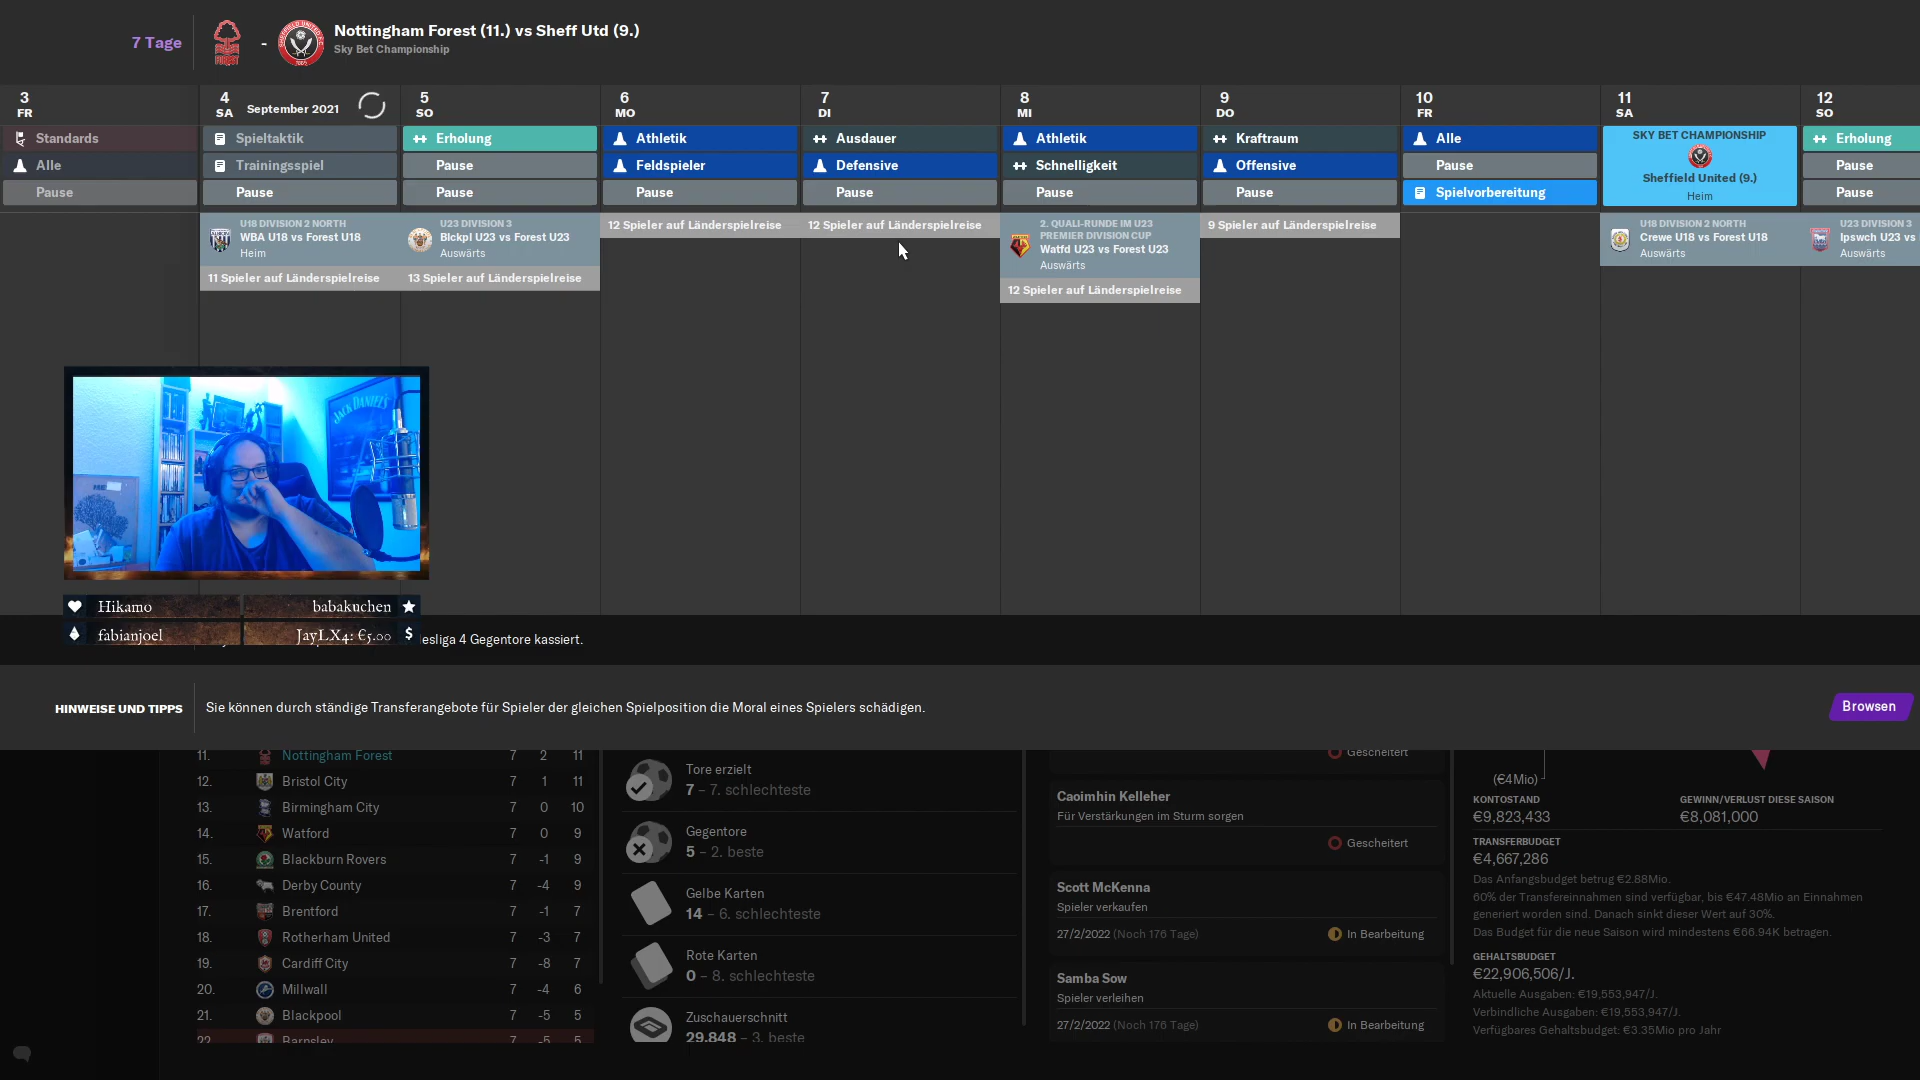 7 Tage
-
Nottingham Forest (11.) vs Sheff Utd (9.)
Sky Bet Championship
3
FR
Standards
Alle
Pause
4
SA
September 2021
Spieltaktik
Trainingsspiel
Pause
U18 DIVISION 2 NORTH
WBA U18 vs Forest U18
Heim
11 Spieler auf Länderspielreise
5
SO
Erholung
Pause
Pause
U23 DIVISION 3
Blckpl U23 vs Forest U23
Auswärts
13 Spieler auf Länderspielreise
6
MO
Athletik
Feldspieler
Pause
12 Spieler auf Länderspielreise
7
DI
Ausdauer
Defensive
Pause
12 Spieler auf Länderspielreise
8
MI
Athletik
Schnelligkeit
Pause
2. QUALI-RUNDE IM U23
PREMIER DIVISION CUP
Watfd U23 vs Forest U23
Auswärts
12 Spieler auf Länderspielreise
9
DO
Kraftraum
Offensive
Pause
9 Spieler auf Länderspielreise
10
FR
Alle
Pause
Spielvorbereitung
11
SA
SKY BET CHAMPIONSHIP
Sheffield United (9.)
Heim
U18 DIVISION 2 NORTH
Crewe U18 vs Forest U18
Auswärts
12
SO
Erholung
Pause
Pause
U23 DIVISION 3
Ipswch U23 vs
Auswärts
JACK DANIEL'S
Hikamo
babakuchen
fabianjoel
JayLX4: €5.00
esliga 4 Gegentore kassiert.
HINWEISE UND TIPPS
Sie können durch ständige Transferangebote für Spieler der gleichen Spielposition die Moral eines Spielers schädigen.
Browsen
11. Nottingham Forest 7 2 11
12. Bristol City 7 1 11
13. Birmingham City 7 0 10
14. Watford 7 0 9
15. Blackburn Rovers 7 -1 9
16. Derby County 7 -4 9
17. Brentford 7 -1 7
18. Rotherham United 7 -3 7
19. Cardiff City 7 -8 7
20. Millwall 7 -4 6
21. Blackpool 7 -5 5
22. Barnsley 7 -5 5
Tore erzielt
7 – 7. schlechteste
Gegentore
5 – 2. beste
Gelbe Karten
14 – 6. schlechteste
Rote Karten
0 – 8. schlechteste
Zuschauerschnitt
29.848 – 3. beste
Gescheitert
Caoimhin Kelleher
Für Verstärkungen im Sturm sorgen
Gescheitert
Scott McKenna
Spieler verkaufen
27/2/2022 (Noch 176 Tage)
In Bearbeitung
Samba Sow
Spieler verleihen
27/2/2022 (Noch 176 Tage)
In Bearbeitung
(€4Mio)
KONTOSTAND
€9,823,433
GEWINN/VERLUST DIESE SAISON
€8,081,000
TRANSFERBUDGET
€4,667,286
Das Anfangsbudget betrug €2.88Mio.
60% der Transfereinnahmen sind verfügbar, bis €47.48Mio an Einnahmen
generiert worden sind. Danach sinkt dieser Wert auf 30%.
Das Budget für die neue Saison wird mindestens €66.94K betragen.
GEHALTSBUDGET
€22,906,506/J.
Aktuelle Ausgaben: €19,553,947/J.
Verbindliche Ausgaben: €19,553,947/J.
Verfügbares Gehaltsbudget: €3.35Mio pro Jahr